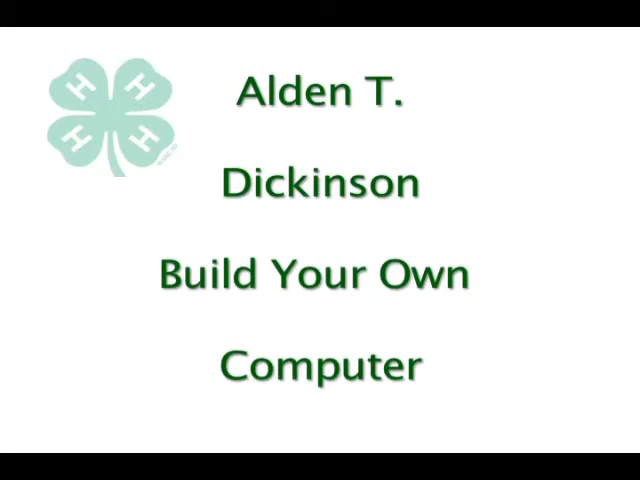 H H
H H
Alden T.
Dickinson
Build Your Own
Computer